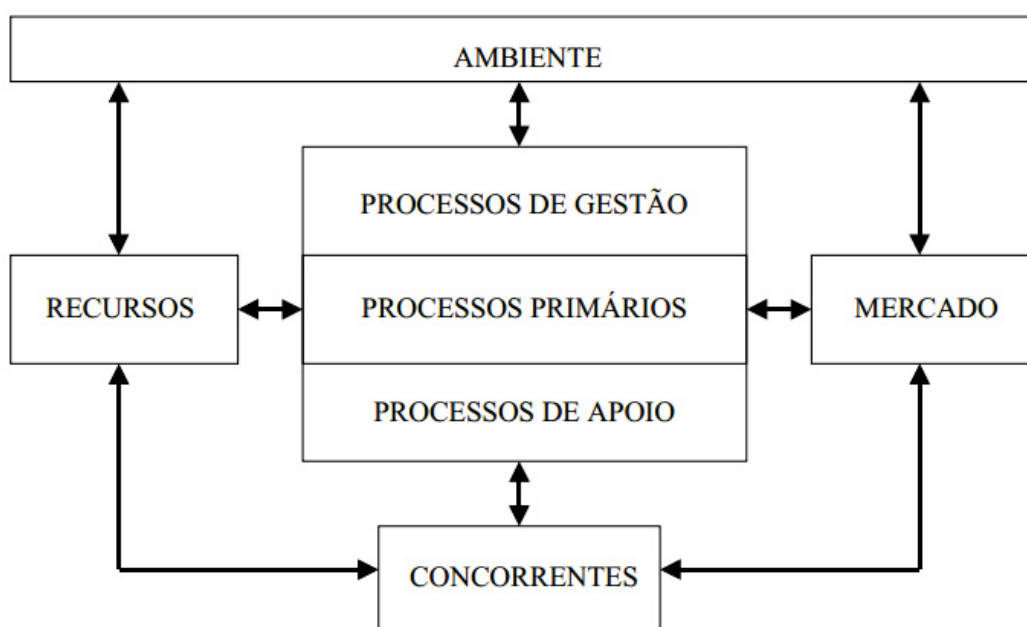 AMBIENTE
PROCESSOS DE GESTÃO
RECURSOS
PROCESSOS PRIMÁRIOS
MERCADO
PROCESSOS DE APOIO
CONCORRENTES